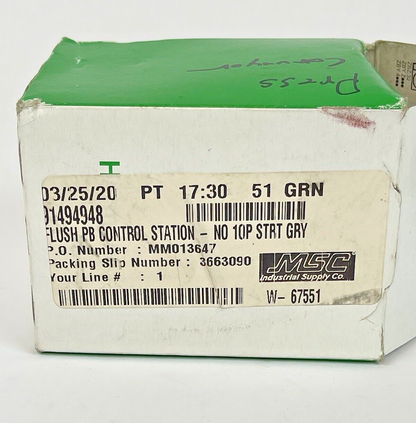 Press
Conveyor
H
03/25/20 PT 17:30 51 GRN
91494948
FLUSH PB CONTROL STATION - NO 10P STRT GRY
P.O. Number : MM013647
Packing Slip Number : 3663090
Your Line # : 1
MSC
Industrial Supply Co.
W- 67551